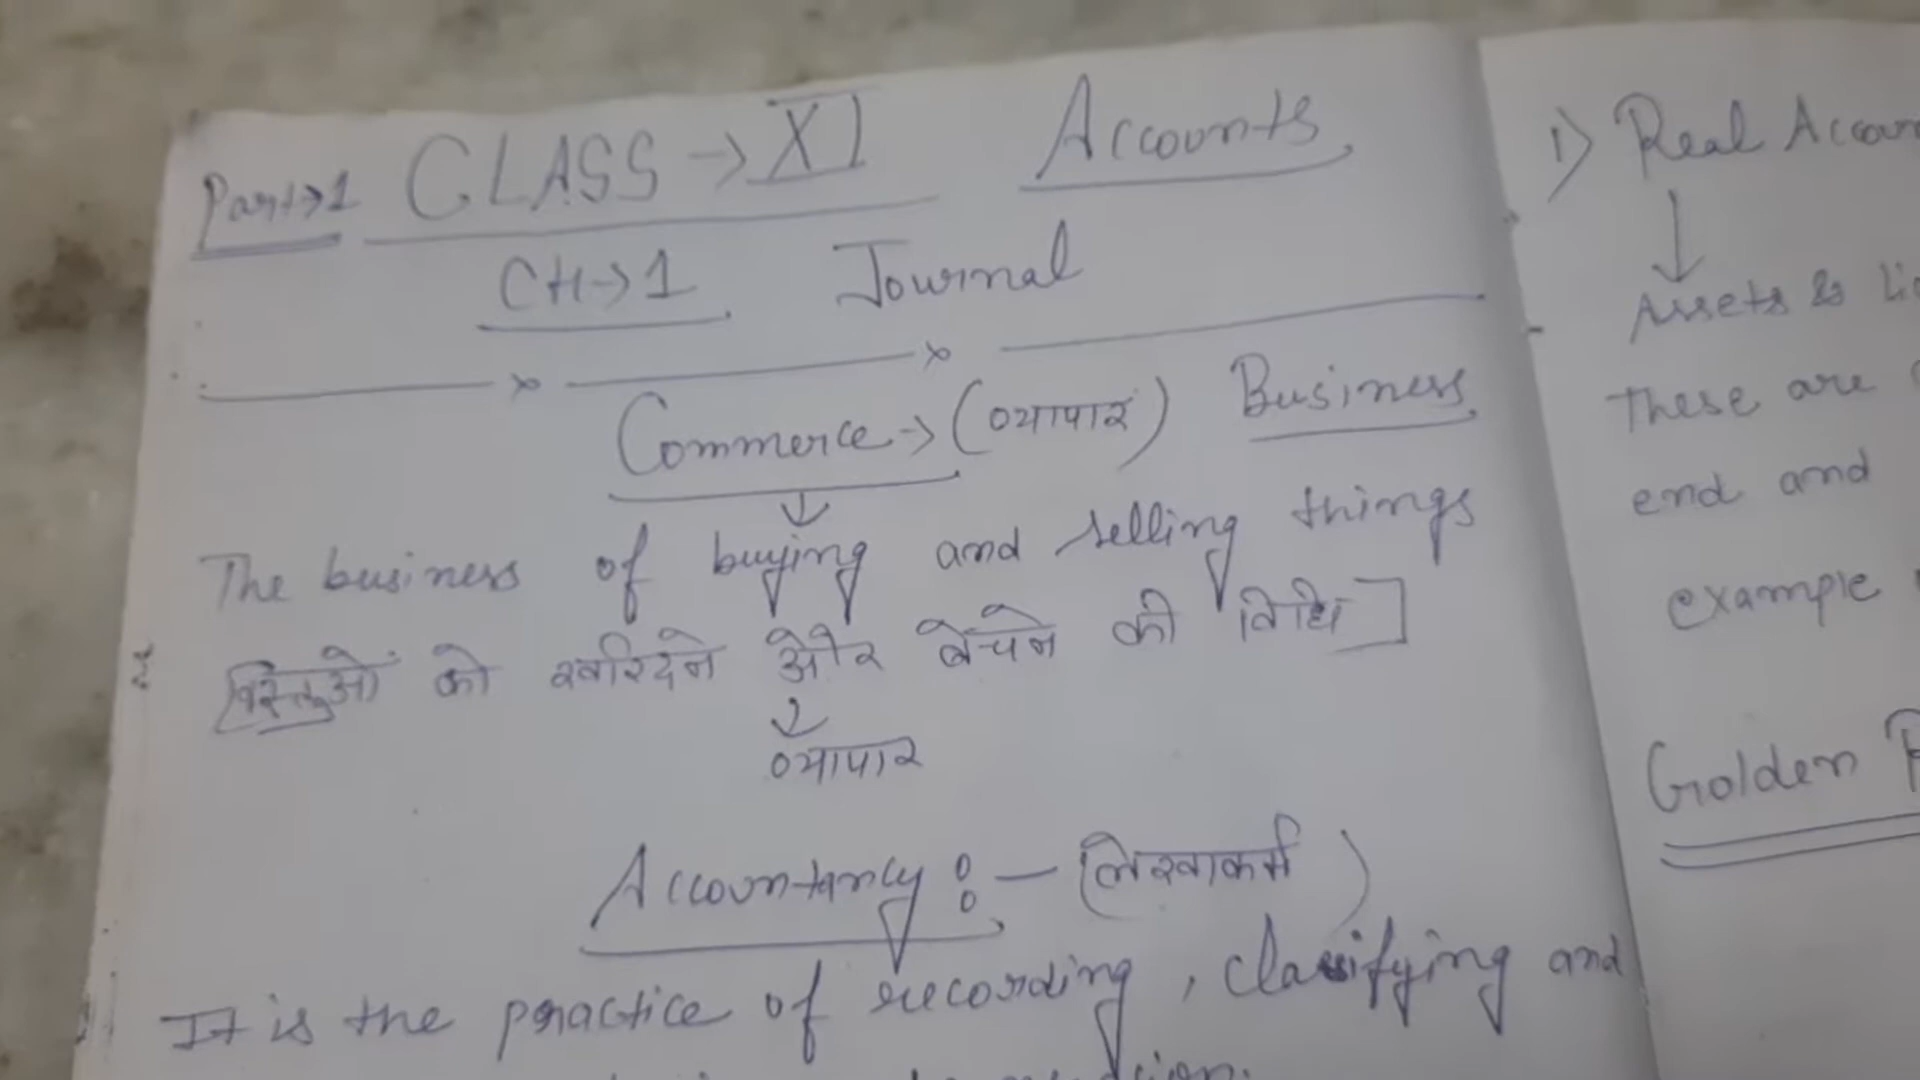 Part→1 CLASS → XI Accounts
CH→1 Journal
Commerce → (व्यापार) Business
The business of buying and selling things
[वस्तुओं को खरिदने और बेचने की विधि]
व्यापार
Accountancy :- (लेखाकर्म)
It is the practice of recording, classifying and
1) Real Accoun
↓
Assets & Li
These are
end and
example
Golden R